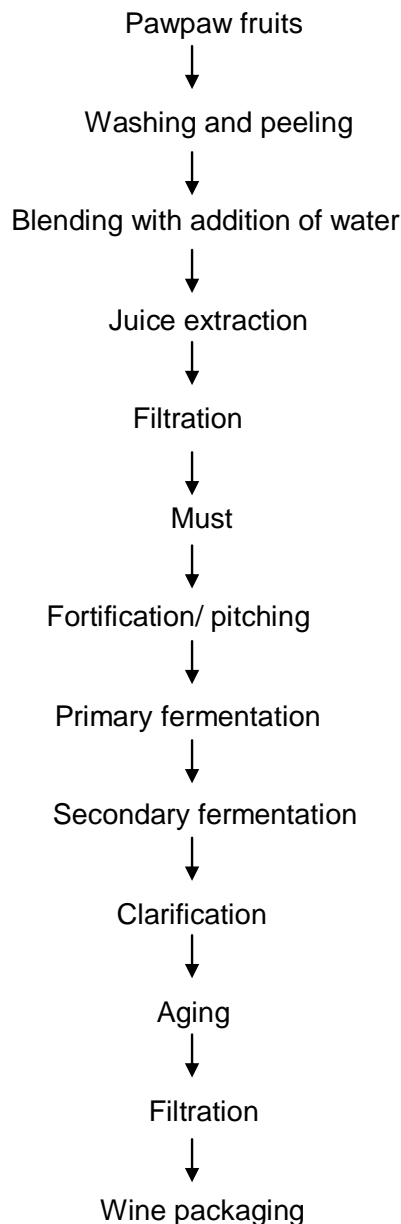 Pawpaw fruits
Washing and peeling
Blending with addition of water
Juice extraction
Filtration
Must
Fortification/ pitching
Primary fermentation
Secondary fermentation
Clarification
Aging
Filtration
Wine packaging